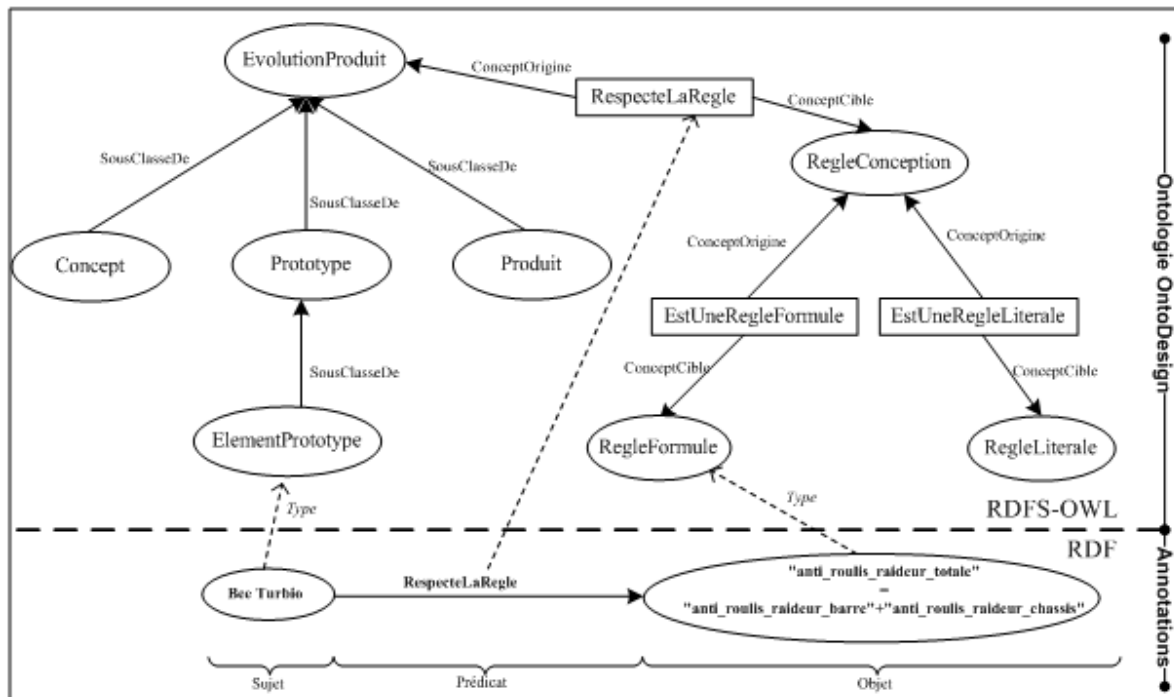 EvolutionProduit
ConceptOrigine
RespecteLaRegle
ConceptCible
RegleConception
SousClasseDe
SousClasseDe
SousClasseDe
Concept
Prototype
Produit
ConceptOrigine
ConceptOrigine
EstUneRegleFormule
EstUneRegleLiterale
SousClasseDe
ConceptCible
ConceptCible
ElementPrototype
RegleFormule
RegleLiterale
Type
Type
RDFS-OWL
RDF
Bee Turbio
RespecteLaRegle
"anti_roulis_raideur_totale"
=
"anti_roulis_raideur_barre"+"anti_roulis_raideur_chassis"
Sujet
Prédicat
Objet
Ontologie OntoDesign
Annotations